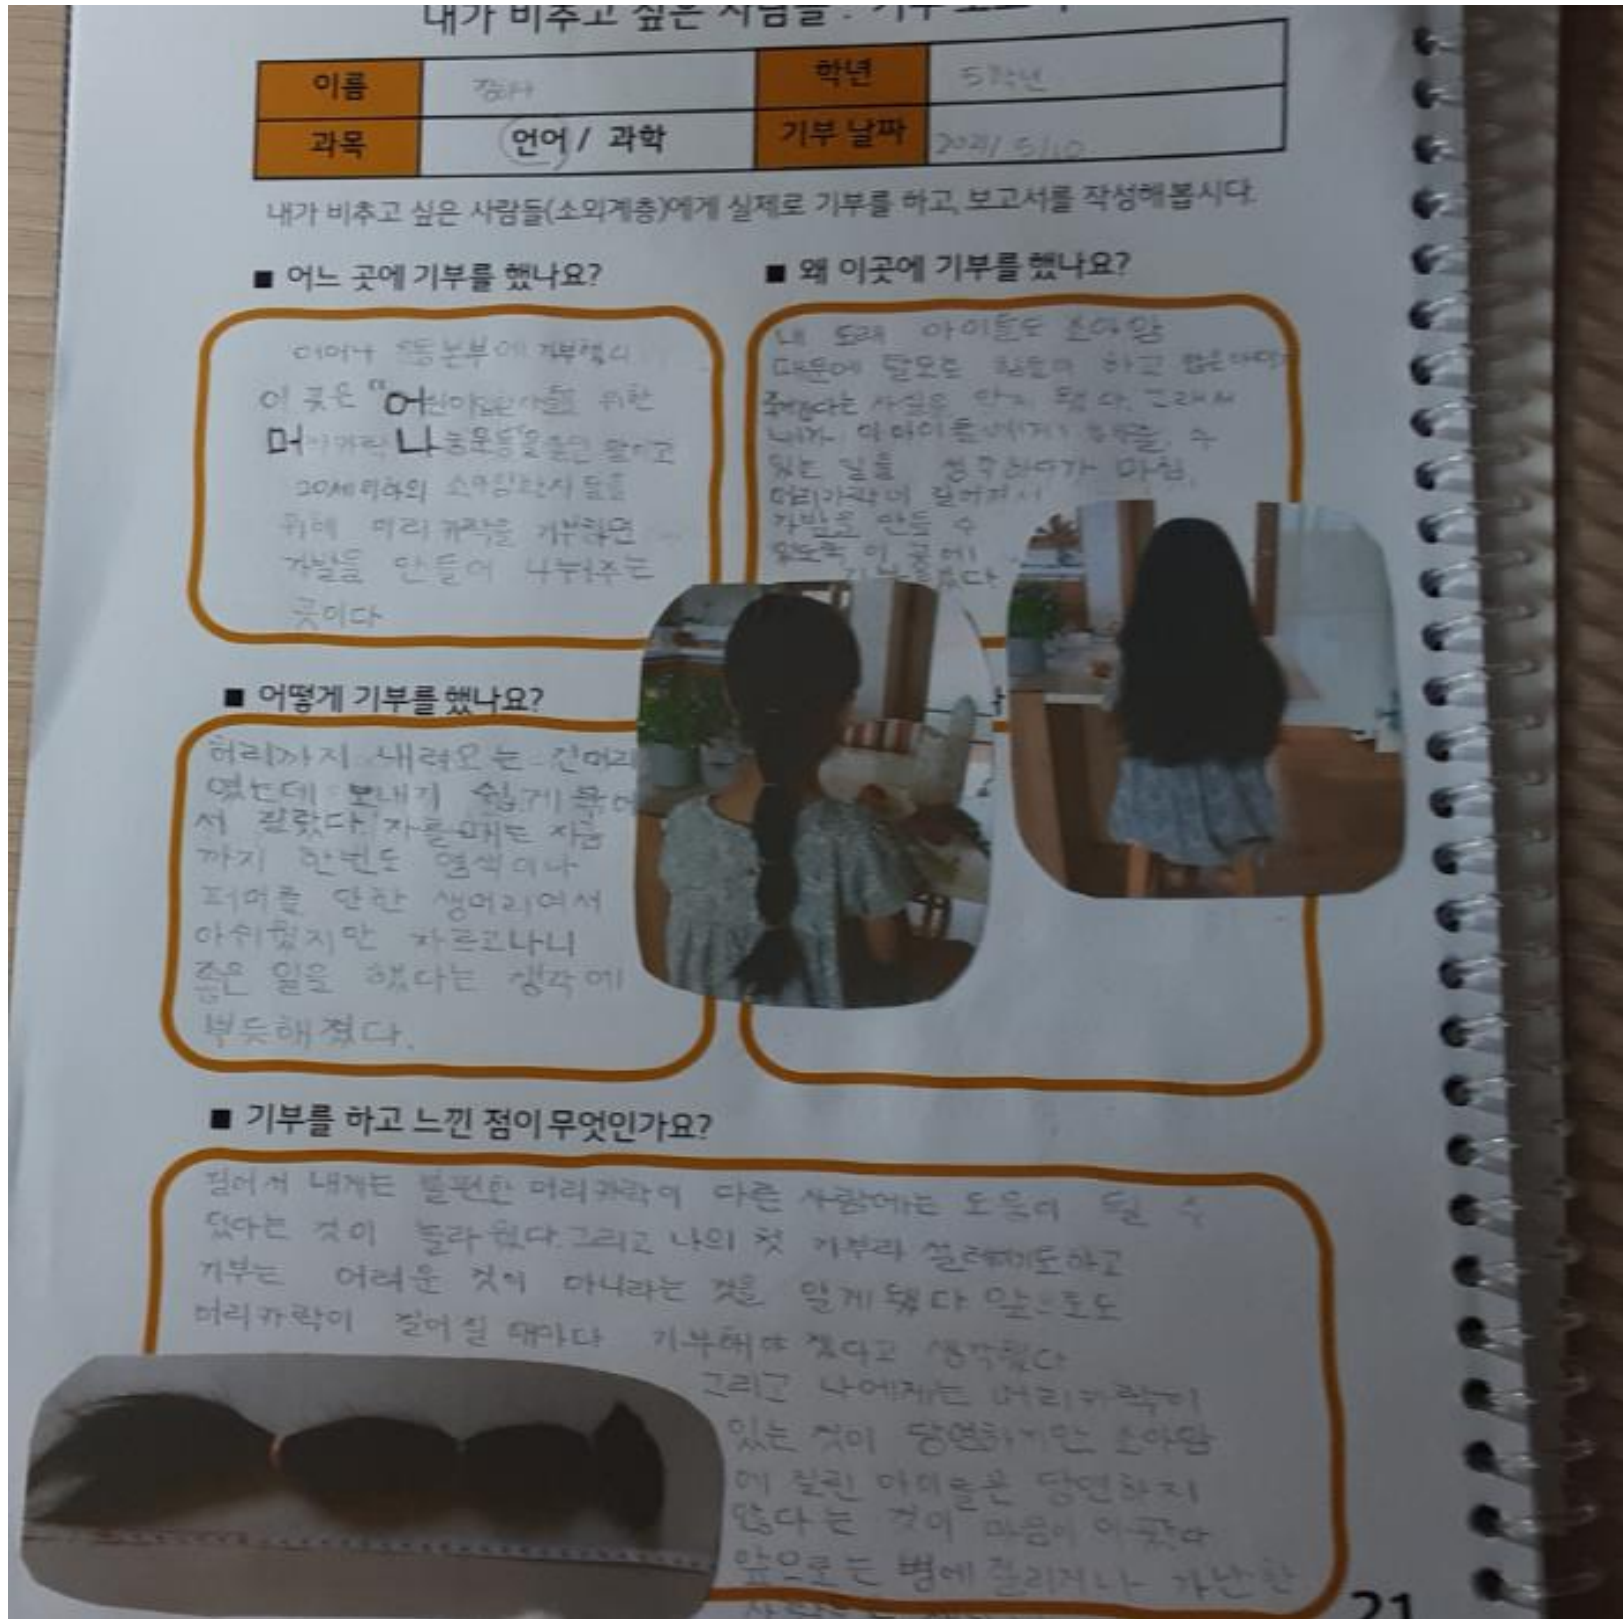 내가 비추고 싶은 사람들 : 기부
이름 학년 5학년
과목 언어 / 과학 기부 날짜 2021/ 5/10
내가 비추고 싶은 사람들(소외계층)에게 실제로 기부를 하고, 보고서를 작성해봅시다.
■ 어느 곳에 기부를 했나요?
어머나 운동본부에 기부했다
이 곳은 "어린이암환자들을 위한
머리카락 나눔운동"을 줄인 말이고
20세이하의 소아암환자들을
위해 머리카락을 기부하면
가발을 만들어 나눠주는
곳이다
■ 왜 이곳에 기부를 했나요?
내 또래 아이들도 소아암
때문에 탈모로 힘들어 하고 많은
사실을 알게 됐다. 그래서
내가 이 아이들에게 수
있는 일을 생각하다가 마침,
머리카락이 길어져서
가발을 만들 수
있도록 이 곳에
■ 어떻게 기부를 했나요?
허리까지 내려오는 긴머리
였는데 보내기 쉽게 묶어
서 잘랐다. 자를 때는 지금
까지 한번도 염색이나
퍼머를 안한 생머리여서
아쉬웠지만 자르고나니
좋은 일을 했다는 생각에
뿌듯해졌다.
■ 기부를 하고 느낀 점이 무엇인가요?
길어서 내게는 불편한 머리카락이 다른 사람에게는 도움이 될 수
있다는 것이 놀라웠다. 그리고 나의 첫 기부라 설레기도하고
기부는 어려운 것이 아니라는 것을 알게됐다 앞으로도
머리카락이 길어질 때마다 기부해야 겠다고 생각했다
그리고 나에게는 머리카락이
있는 것이 당연하지만 소아암
에 걸린 아이들은 당연하지
않다는 것이 마음이 아팠다
앞으로는 병에 걸리거나 가난한
21